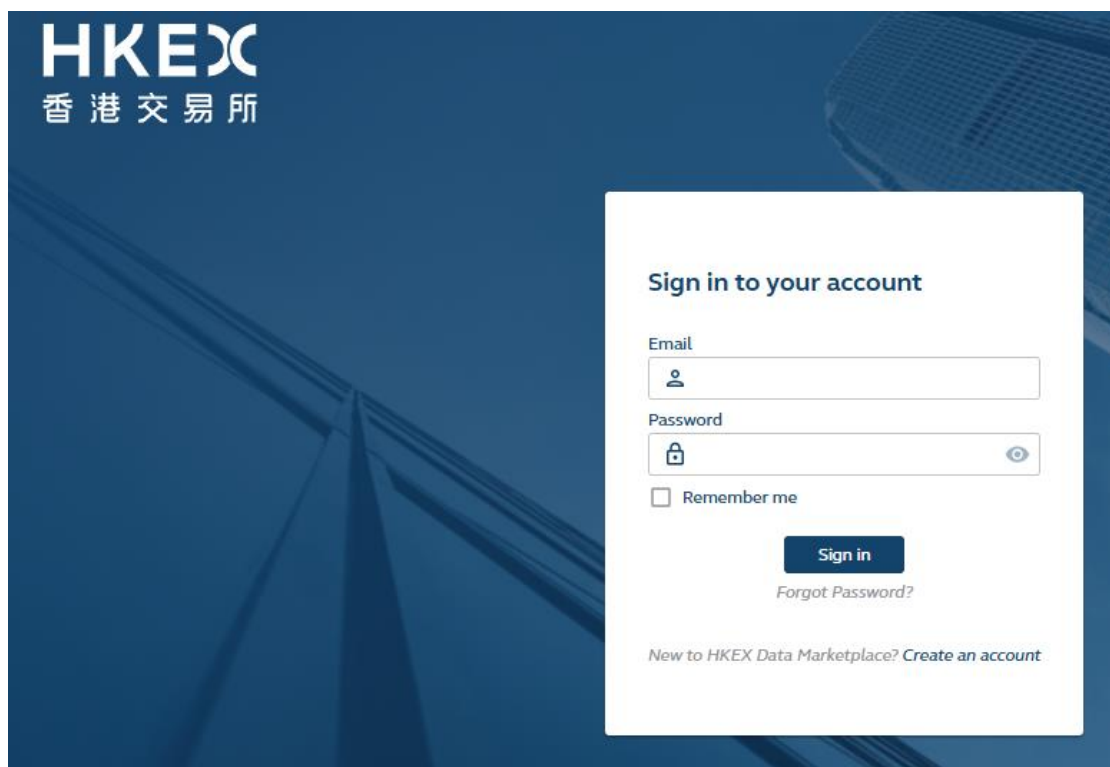 HKEX
香港交易所
Sign in to your account
Email
Password
Remember me
Sign in
Forgot Password?
New to HKEX Data Marketplace? Create an account